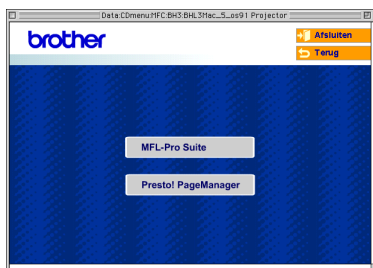 Data:CDmenu:MFC:BH3:BHL3Mac_5_os91 Projector
brother
Afsluiten
Terug
MFL-Pro Suite
Presto! PageManager